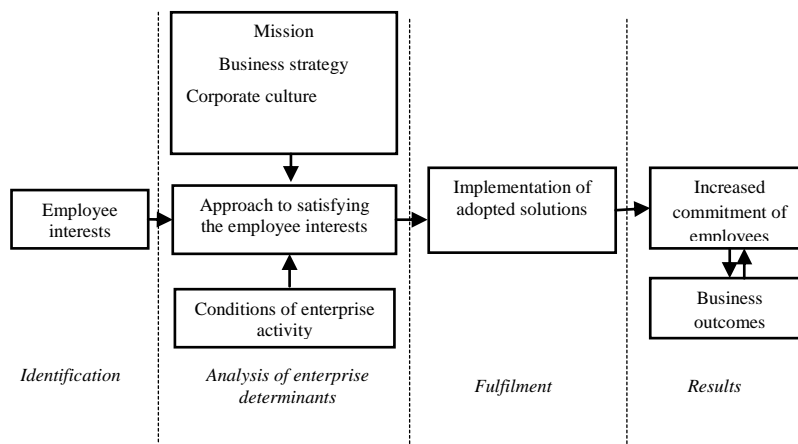 Mission
Business strategy
Corporate culture
Employee
interests
Approach to satisfying
the employee interests
Conditions of enterprise
activity
Implementation of
adopted solutions
Increased
commitment of
employees
Business
outcomes
Identification
Analysis of enterprise
determinants
Fulfilment
Results